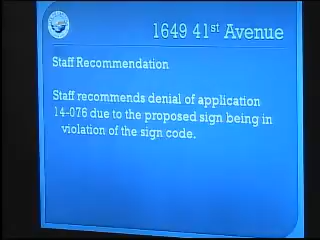 1649 41st Avenue
Staff Recommendation
Staff recommends denial of application
14-076 due to the proposed sign being in
violation of the sign code.